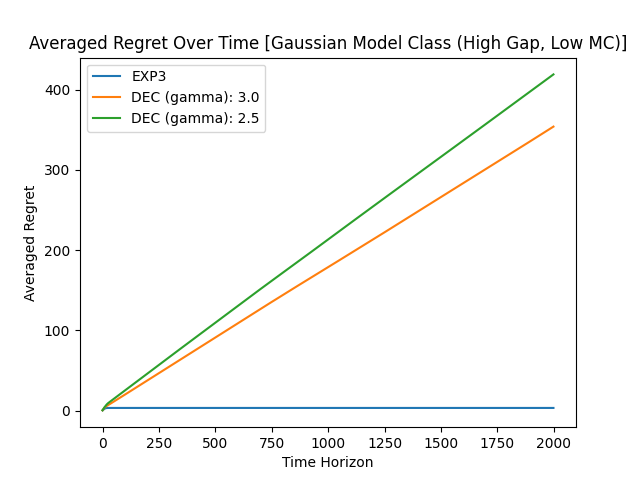 Averaged Regret Over Time [Gaussian Model Class (High Gap, Low MC)]
EXP3
DEC (gamma): 3.0
DEC (gamma): 2.5
Averaged Regret
400
300
200
100
0
0 250 500 750 1000 1250 1500 1750 2000
Time Horizon